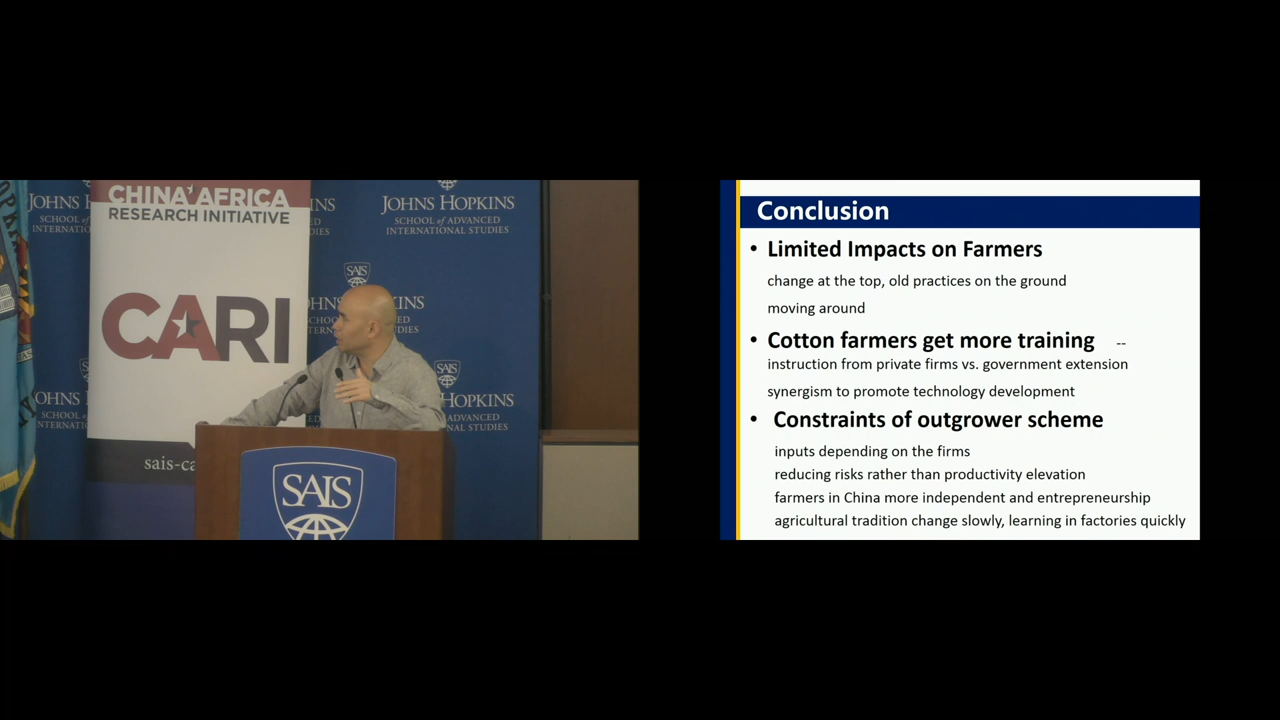 CHINA AFRICA
RESEARCH INITIATIVE
CARI
sais-ca
JOHNS HOPKINS
SCHOOL of ADVANCED
INTERNATIONAL STUDIES
SAIS
HOPKINS
ADVANCED
STUDIES
SAIS
Conclusion
• Limited Impacts on Farmers
change at the top, old practices on the ground
moving around
• Cotton farmers get more training --
instruction from private firms vs. government extension
synergism to promote technology development
• Constraints of outgrower scheme
inputs depending on the firms
reducing risks rather than productivity elevation
farmers in China more independent and entrepreneurship
agricultural tradition change slowly, learning in factories quickly